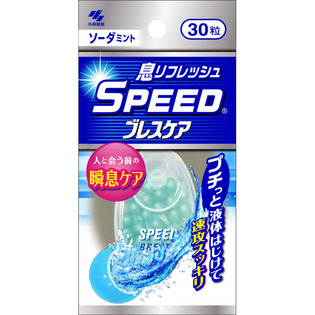 小林製薬
ソーダミント
30粒
息リフレッシュ
SPEED®
ブレスケア
人と会う前の
瞬息ケア
プチっと液体はじけて
速攻スッキリ
SPEE
BRE